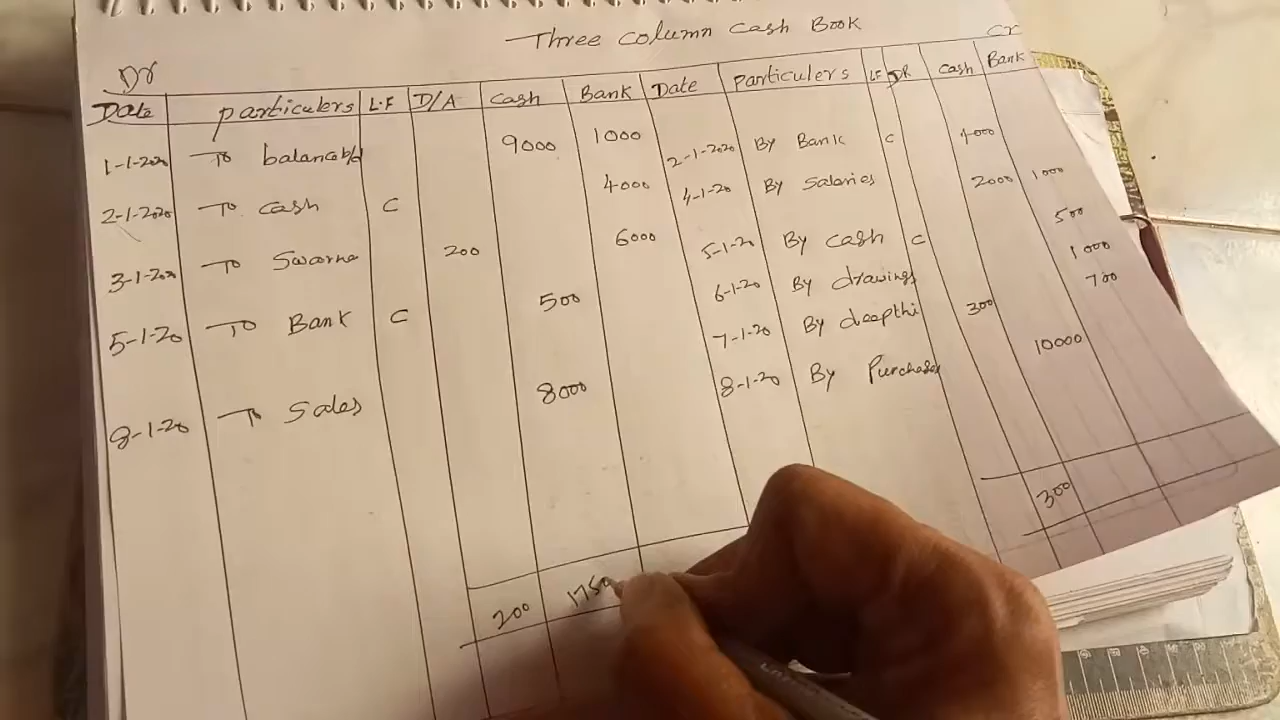 Three column Cash Book
Dr Cr
Date particulers L.F D/A Cash Bank Date particulers LF DR Cash Bank
1-1-2020 To balance b/d 9000 1000 2-1-2020 By Bank C 4000
2-1-2020 To cash C 4000 4-1-20 By salaries 2000 1000
3-1-202 To Swarna 200 6000 5-1-20 By cash C 500
5-1-20 To Bank C 500 6-1-20 By drawings 1000
7-1-20 By deepthi 300 700
8-1-20 To Sales 8000 8-1-20 By Purchases 10000
300
200 1750